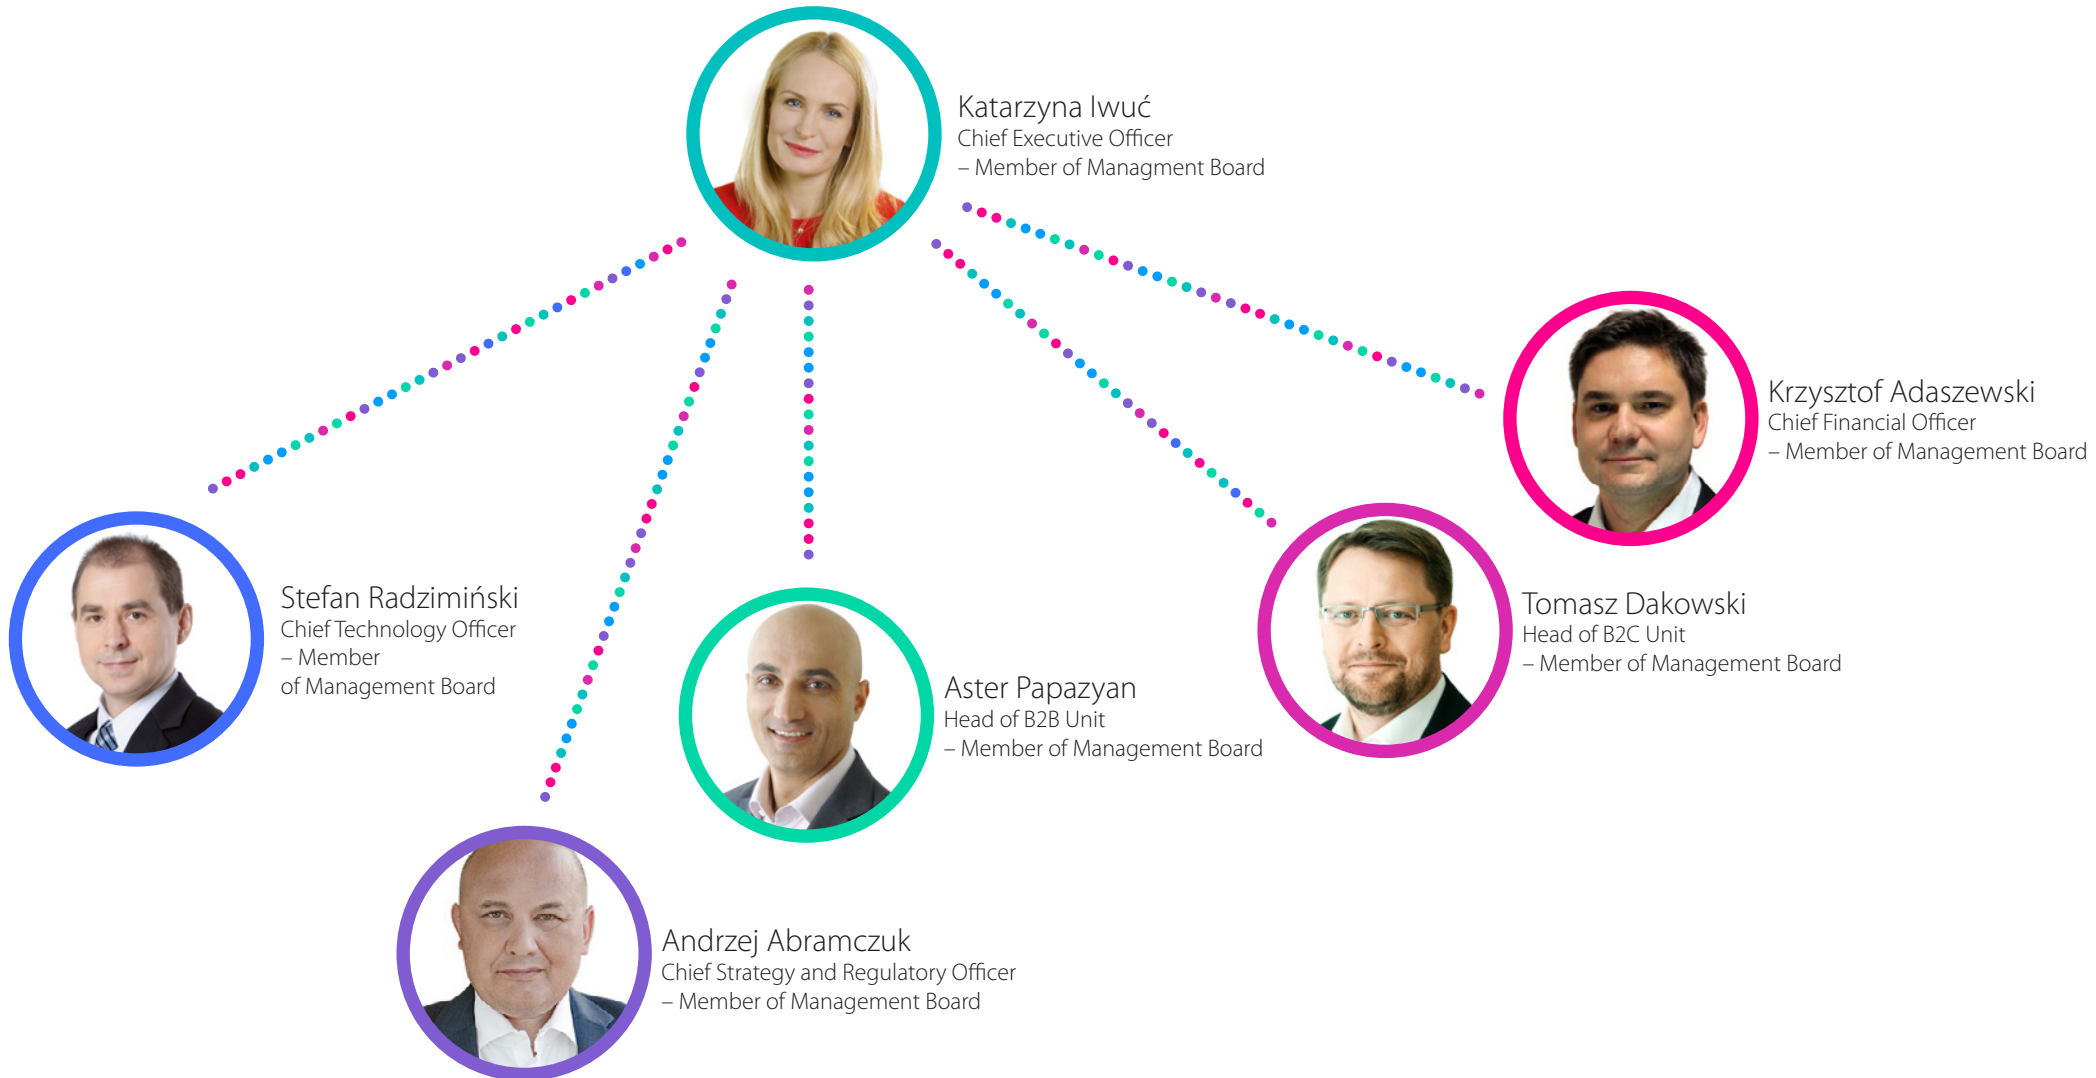 Katarzyna Iwuć
Chief Executive Officer
– Member of Managment Board
Krzysztof Adaszewski
Chief Financial Officer
– Member of Management Board
Stefan Radzimiński
Chief Technology Officer
– Member
of Management Board
Tomasz Dakowski
Head of B2C Unit
– Member of Management Board
Aster Papazyan
Head of B2B Unit
– Member of Management Board
Andrzej Abramczuk
Chief Strategy and Regulatory Officer
– Member of Management Board